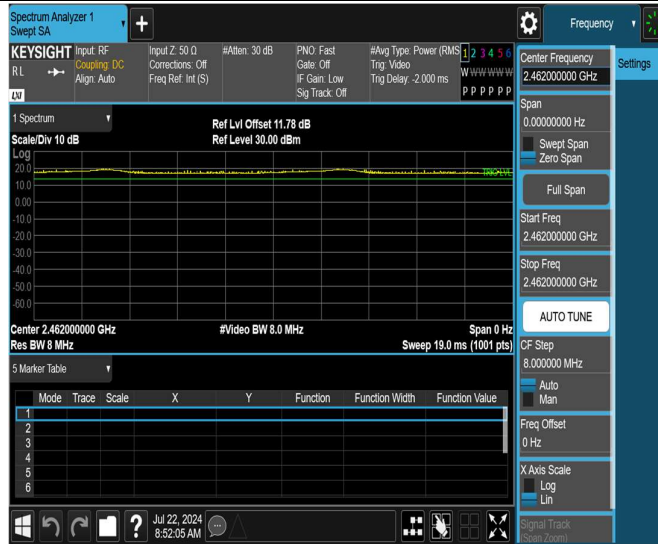 Spectrum Analyzer 1
Swept SA
Frequency
KEYSIGHT
R L
LXI
Input: RF
Coupling: DC
Align: Auto
Input Z: 50 Ω
Corrections: Off
Freq Ref: Int (S)
#Atten: 30 dB
PNO: Fast
Gate: Off
IF Gain: Low
Sig Track: Off
#Avg Type: Power (RMS
Trig: Video
Trig Delay: -2.000 ms
1 2 3 4 5 6
W W W W W W
P P P P P P
Center Frequency
2.462000000 GHz
Settings
Span
0.00000000 Hz
Swept Span
Zero Span
Full Span
Start Freq
2.462000000 GHz
Stop Freq
2.462000000 GHz
AUTO TUNE
CF Step
8.000000 MHz
Auto
Man
Freq Offset
0 Hz
X Axis Scale
Log
Lin
Signal Track
(Span Zoom)
1 Spectrum
Scale/Div 10 dB
Ref Lvl Offset 11.78 dB
Ref Level 30.00 dBm
Log
20.0
10.0
0.00
-10.0
-20.0
-30.0
-40.0
-50.0
-60.0
TRIG LVL
Center 2.462000000 GHz
#Video BW 8.0 MHz
Span 0 Hz
Res BW 8 MHz
Sweep 19.0 ms (1001 pts)
5 Marker Table
Mode Trace Scale X Y Function Function Width Function Value
1
2
3
4
5
6
?
Jul 22, 2024
8:52:05 AM